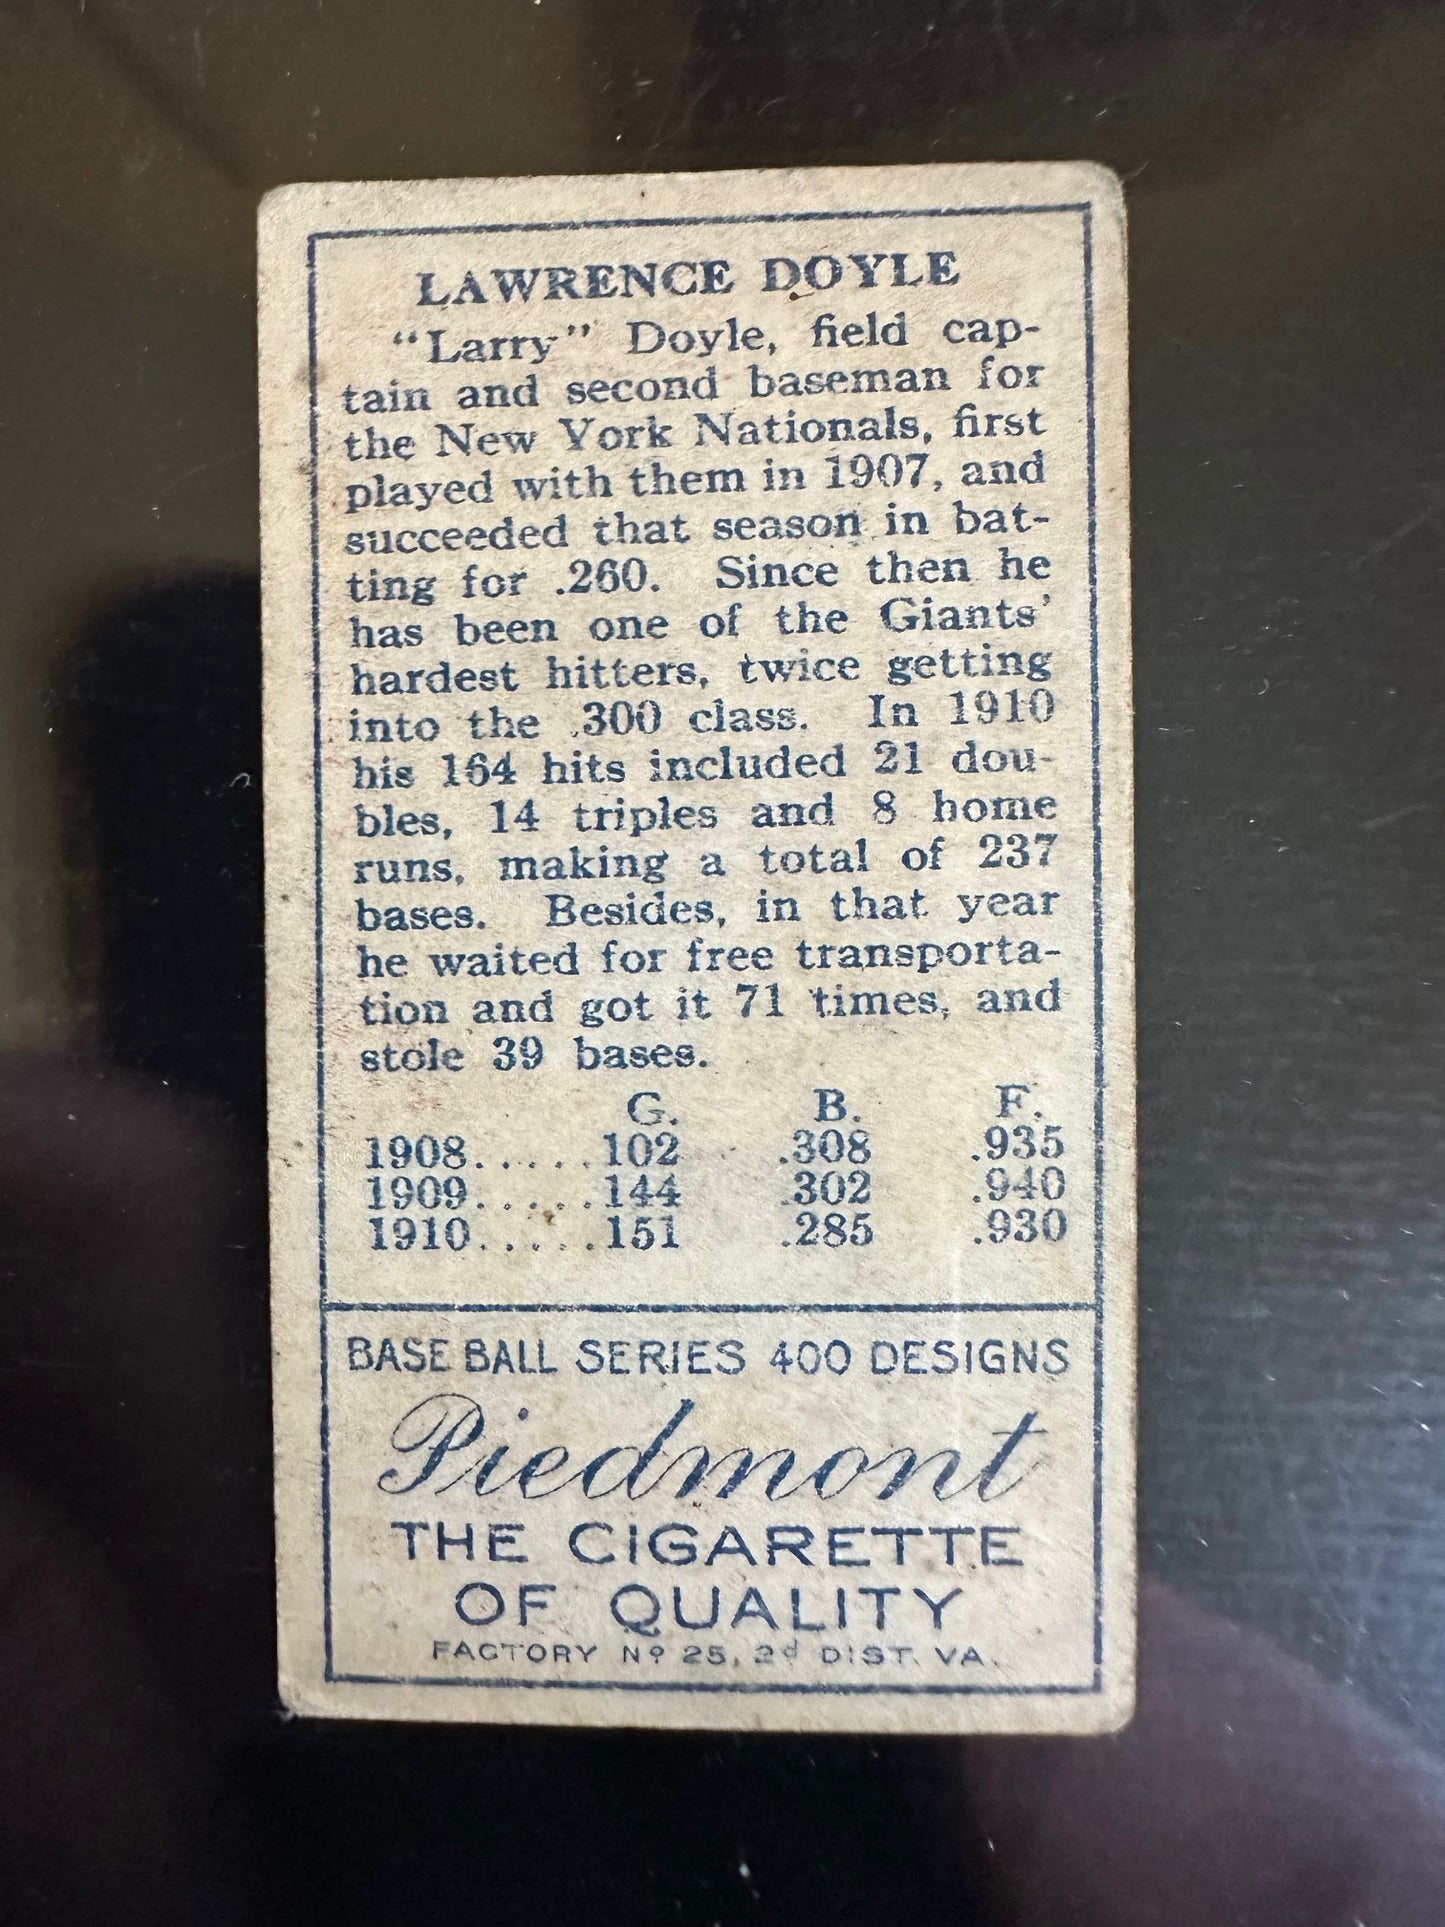 LAWRENCE DOYLE
"Larry" Doyle, field cap-
tain and second baseman for
the New York Nationals, first
played with them in 1907, and
succeeded that season in bat-
ting for .260. Since then he
has been one of the Giants'
hardest hitters, twice getting
into the .300 class. In 1910
his 164 hits included 21 dou-
bles, 14 triples and 8 home
runs, making a total of 237
bases. Besides, in that year
he waited for free transporta-
tion and got it 71 times, and
stole 39 bases.
G. B. F.
1908.....102 .308 .935
1909.....144 .302 .940
1910.....151 .285 .930
BASE BALL SERIES 400 DESIGNS
Piedmont
THE CIGARETTE
OF QUALITY
FACTORY Nº 25, 2d DIST. VA.